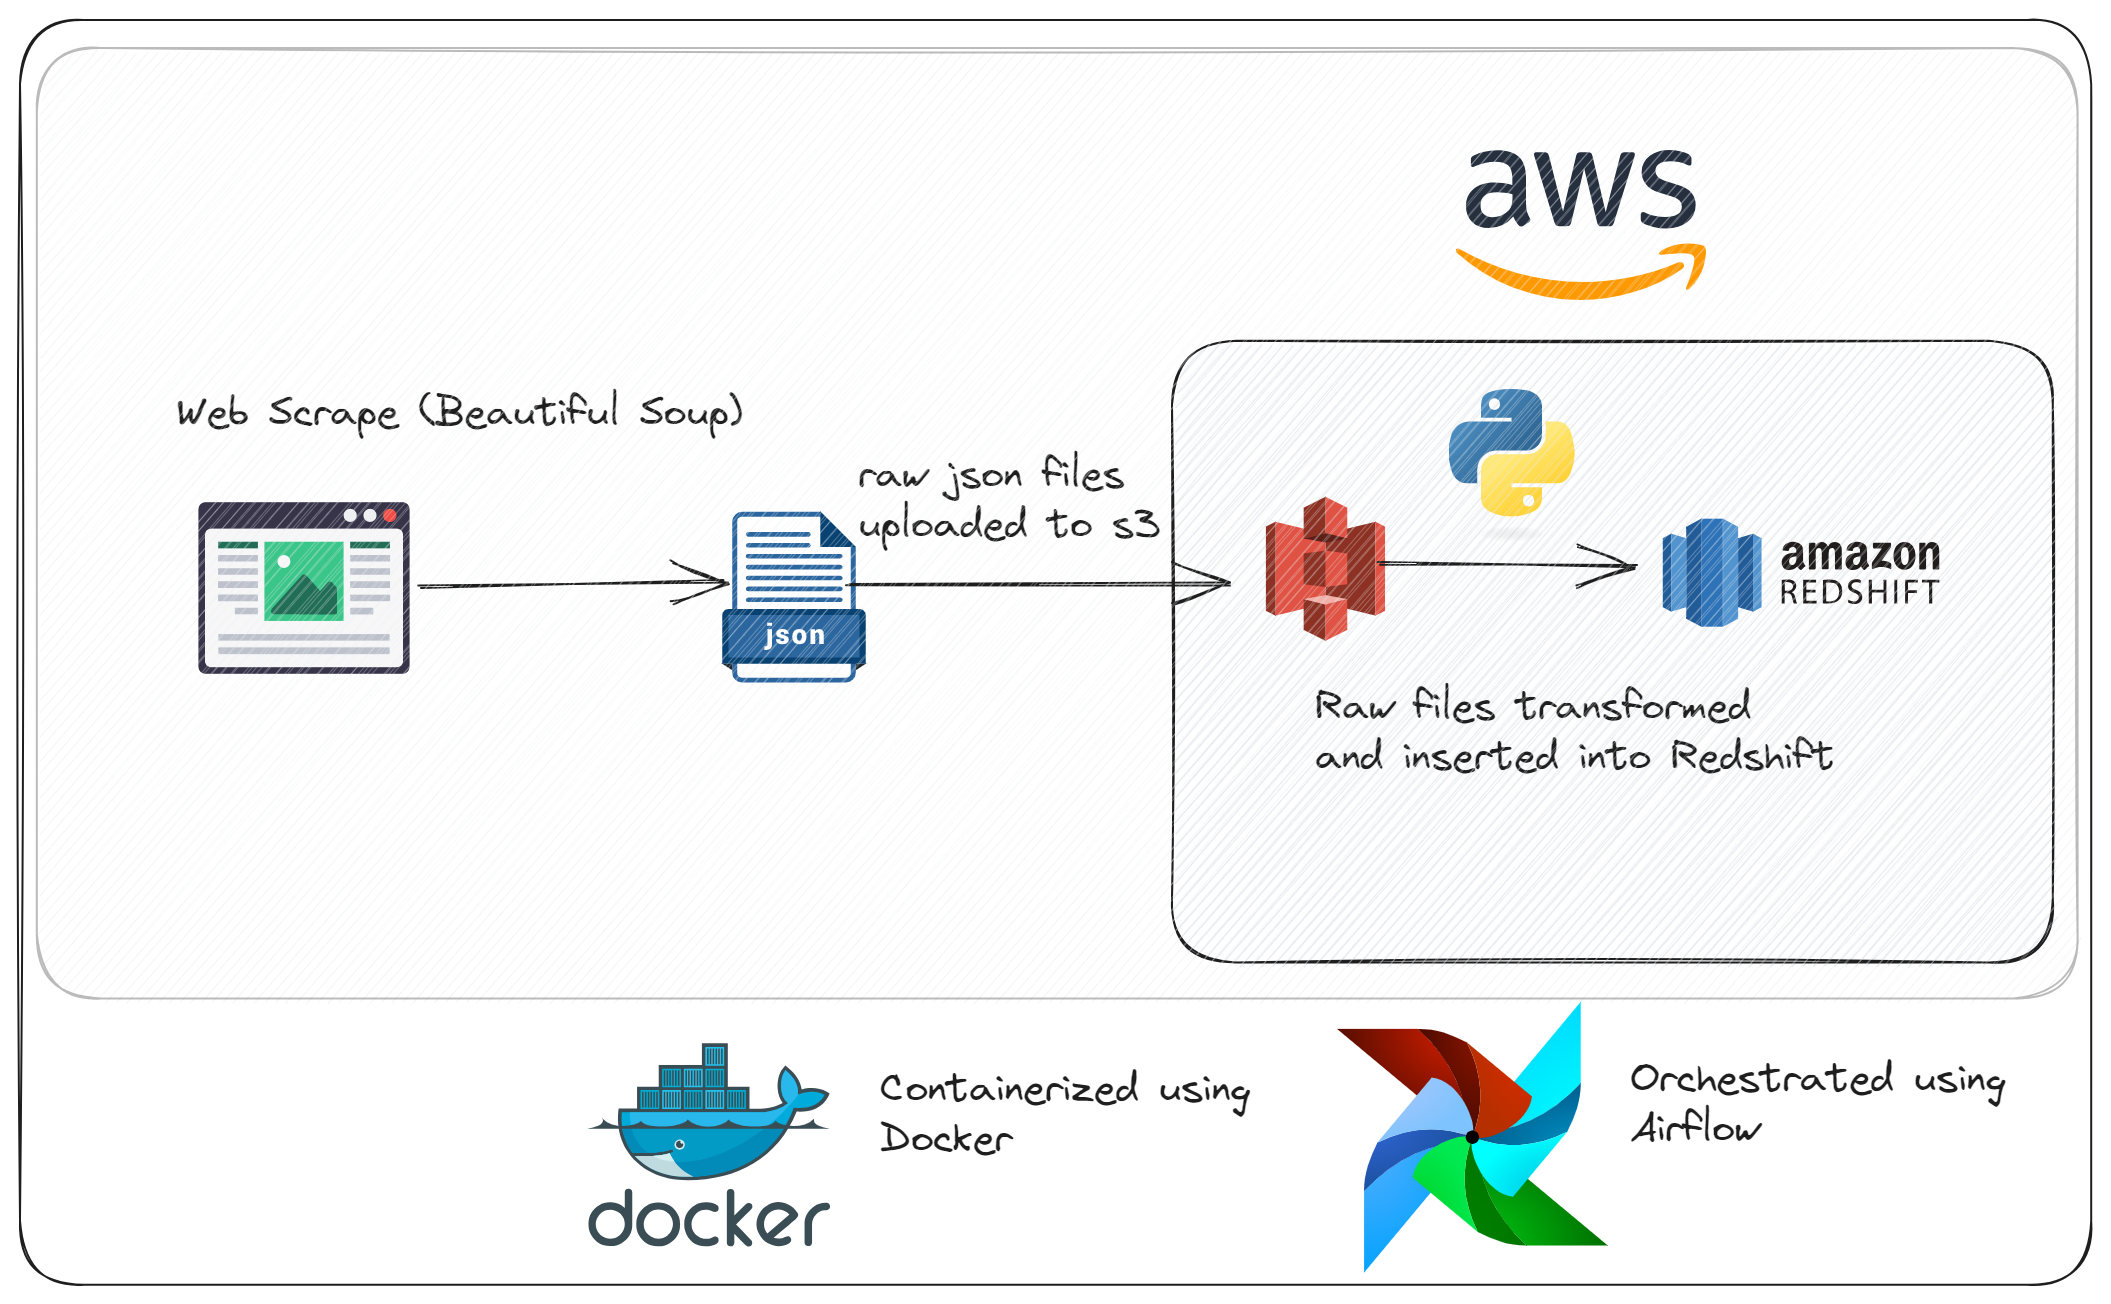 aws
Web Scrape (Beautiful Soup)
raw json files
uploaded to s3
json
amazon
REDSHIFT
Raw files transformed
and inserted into Redshift
docker
Containerized using
Docker
Orchestrated using
Airflow